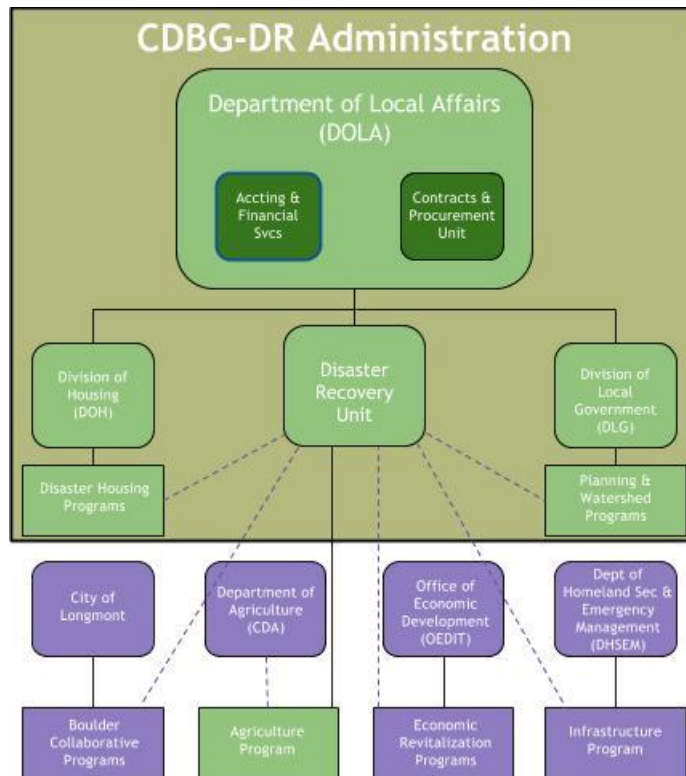 CDBG-DR Administration
Department of Local Affairs
(DOLA)
Accting &
Financial
Svcs
Contracts &
Procurement
Unit
Division of
Housing
(DOH)
Disaster
Recovery
Unit
Division of
Local
Government
(DLG)
Disaster Housing
Programs
Planning &
Watershed
Programs
City of
Longmont
Department of
Agriculture
(CDA)
Office of
Economic
Development
(OEDIT)
Dept of
Homeland Sec &
Emergency
Management
(DHSEM)
Boulder
Collaborative
Programs
Agriculture
Program
Economic
Revitalization
Programs
Infrastructure
Program